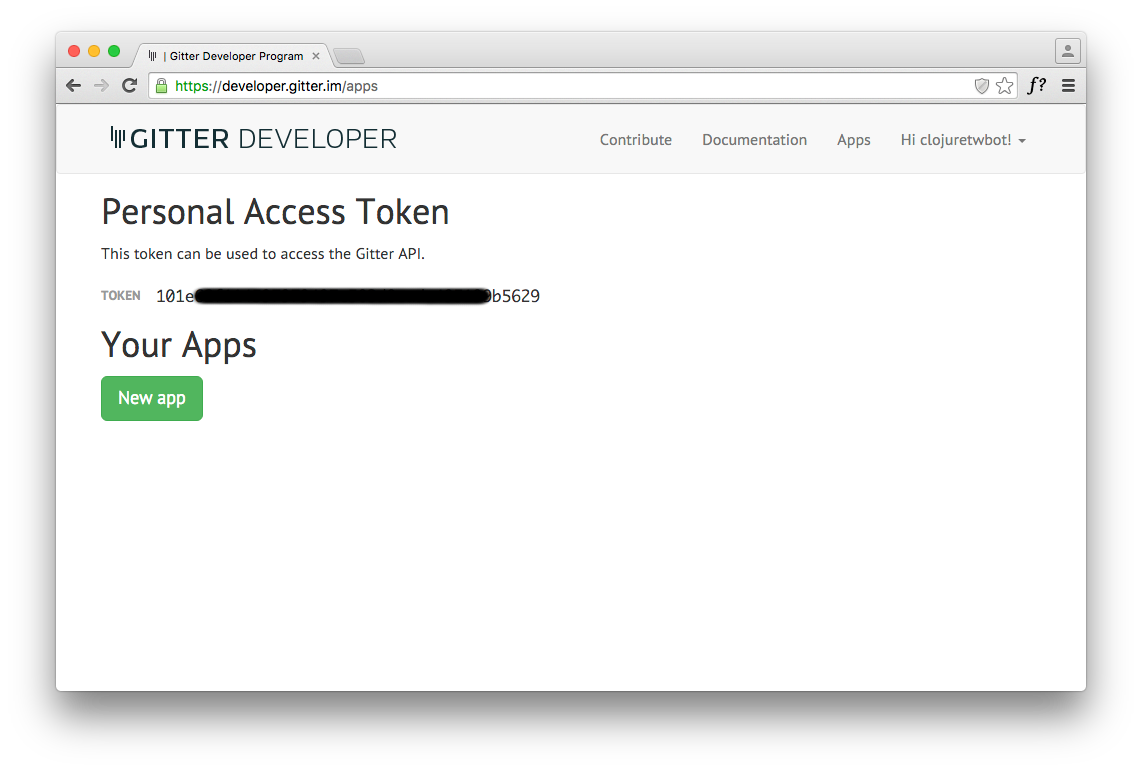 | Gitter Developer Program
https://developer.gitter.im/apps
f?
GITTER DEVELOPER
Contribute
Documentation
Apps
Hi clojuretwbot!
Personal Access Token
This token can be used to access the Gitter API.
TOKEN 101e b5629
Your Apps
New app